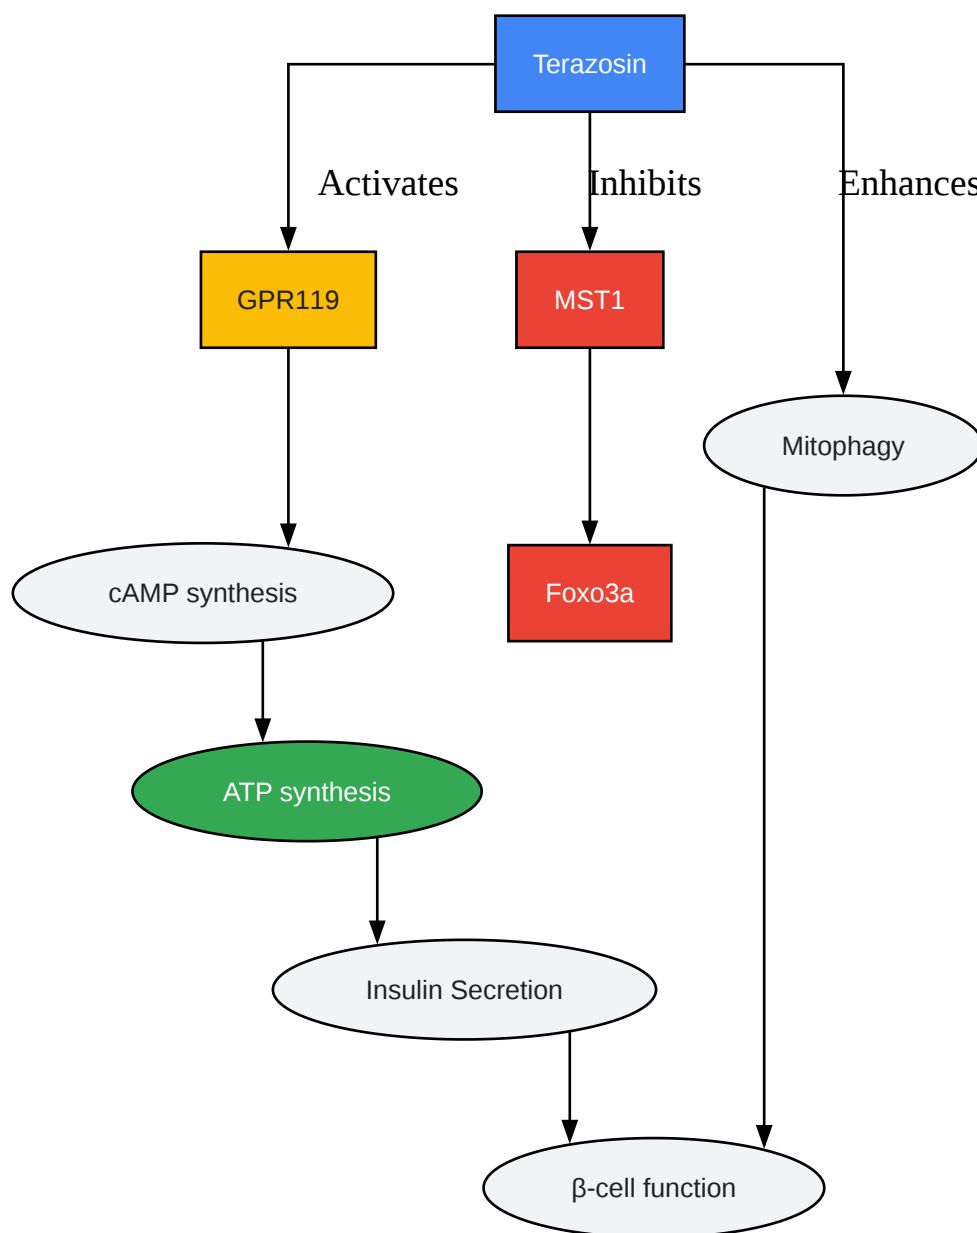 Terazosin
Activates
Inhibits
Enhances
GPR119
MST1
Mitophagy
cAMP synthesis
Foxo3a
ATP synthesis
Insulin Secretion
β-cell function